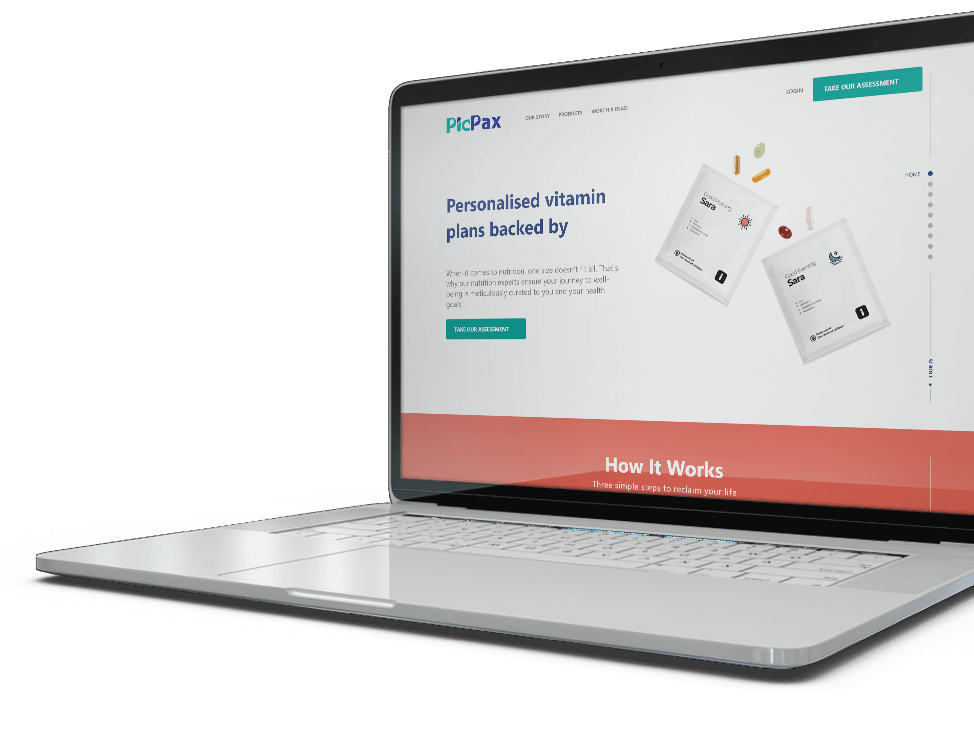 PicPax
OUR STORY
PRODUCTS
WORTH A READ
LOGIN
TAKE OUR ASSESSMENT
HOME
Personalised vitamin
plans backed by
When it comes to nutrition, one size doesn't fit all. That's
why our nutrition experts ensure your journey to well-
being is meticulously curated to you and your health
goals.
TAKE OUR ASSESSMENT
Good Morning
Sara
Good Evening
Sara
How It Works
Three simple steps to reclaim your life